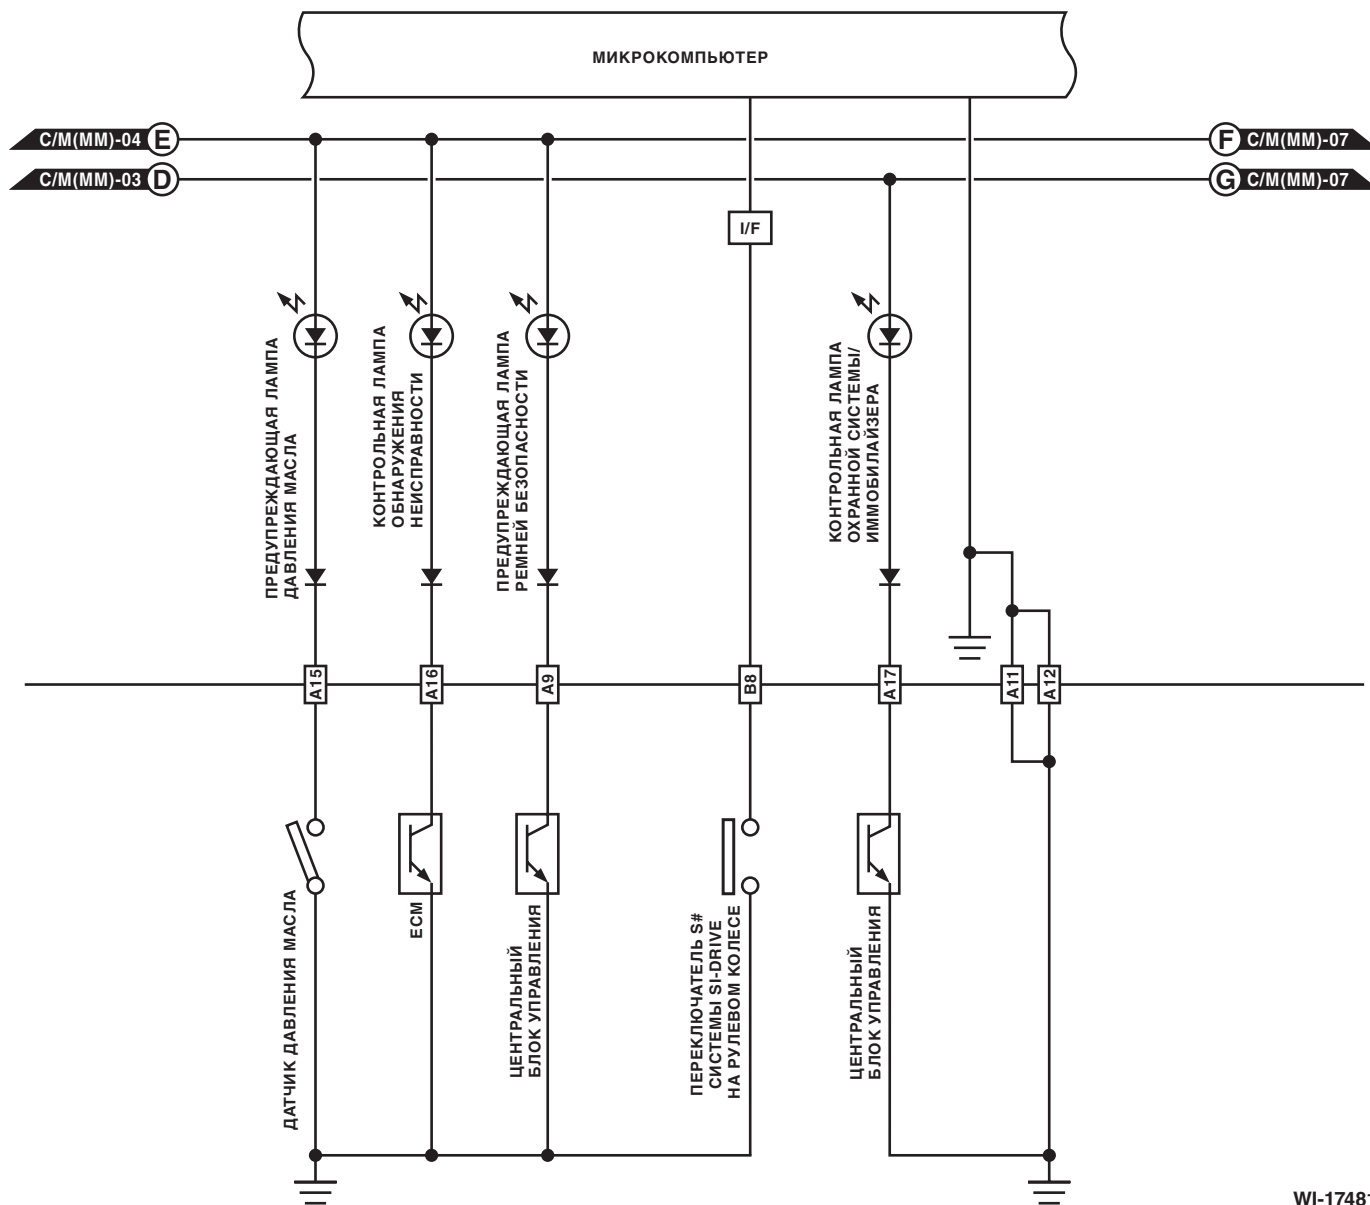 МИКРОКОМПЬЮТЕР
C/M(MM)-04 E
F C/M(MM)-07
C/M(MM)-03 D
G C/M(MM)-07
I/F
ПРЕДУПРЕЖДАЮЩАЯ ЛАМПА
ДАВЛЕНИЯ МАСЛА
КОНТРОЛЬНАЯ ЛАМПА
ОБНАРУЖЕНИЯ
НЕИСПРАВНОСТИ
ПРЕДУПРЕЖДАЮЩАЯ ЛАМПА
РЕМНЕЙ БЕЗОПАСНОСТИ
КОНТРОЛЬНАЯ ЛАМПА
ОХРАННОЙ СИСТЕМЫ/
ИММОБИЛАЙЗЕРА
A15
A16
A9
B8
A17
A11
A12
ДАТЧИК ДАВЛЕНИЯ МАСЛА
ECM
ЦЕНТРАЛЬНЫЙ
БЛОК УПРАВЛЕНИЯ
ПЕРЕКЛЮЧАТЕЛЬ S#
СИСТЕМЫ SI-DRIVE
НА РУЛЕВОМ КОЛЕСЕ
ЦЕНТРАЛЬНЫЙ
БЛОК УПРАВЛЕНИЯ
WI-17481